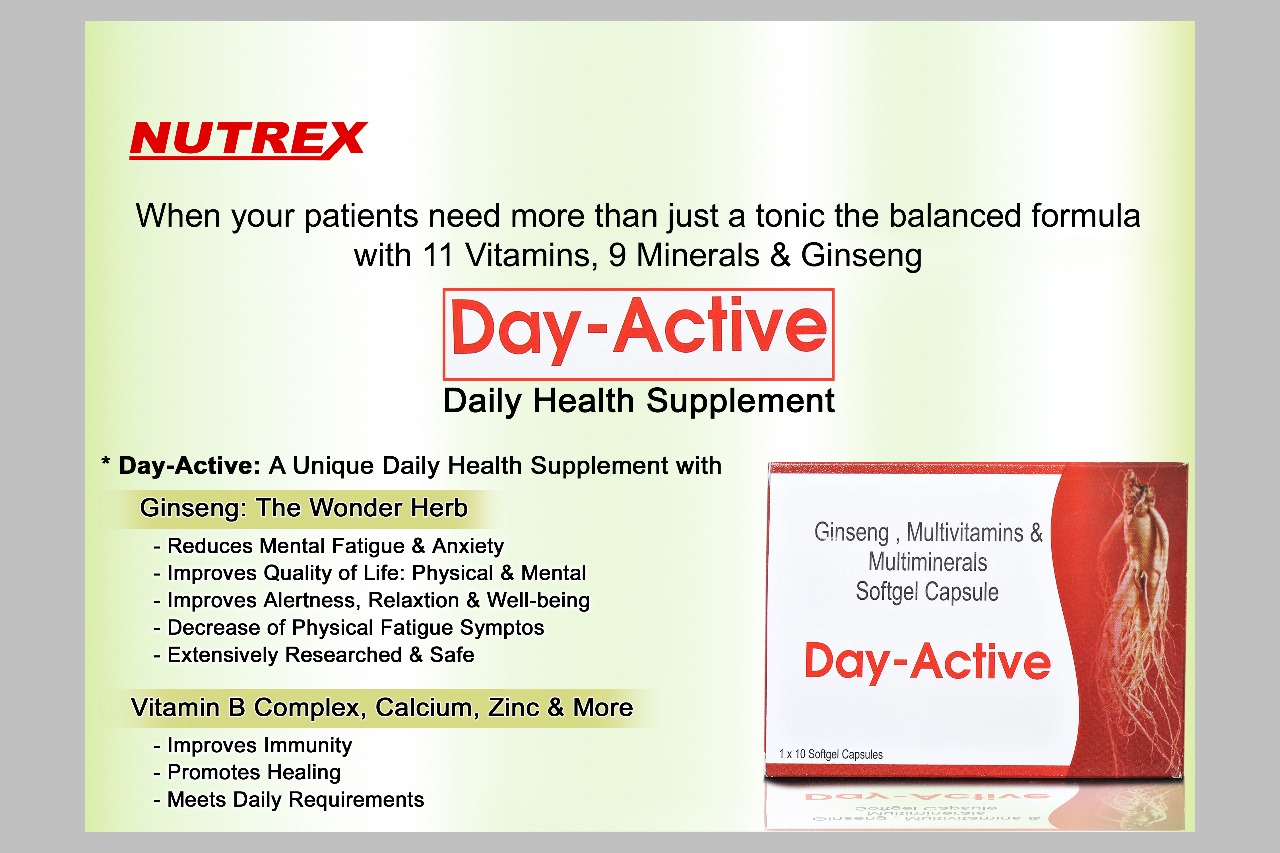 NUTREX
When your patients need more than just a tonic the balanced formula
with 11 Vitamins, 9 Minerals & Ginseng
Day-Active
Daily Health Supplement
* Day-Active: A Unique Daily Health Supplement with
Ginseng: The Wonder Herb
- Reduces Mental Fatigue & Anxiety
- Improves Quality of Life: Physical & Mental
- Improves Alertness, Relaxtion & Well-being
- Decrease of Physical Fatigue Symptos
- Extensively Researched & Safe
Vitamin B Complex, Calcium, Zinc & More
- Improves Immunity
- Promotes Healing
- Meets Daily Requirements
Ginseng , Multivitamins &
Multiminerals
Softgel Capsule
Day-Active
1 x 10 Softgel Capsules